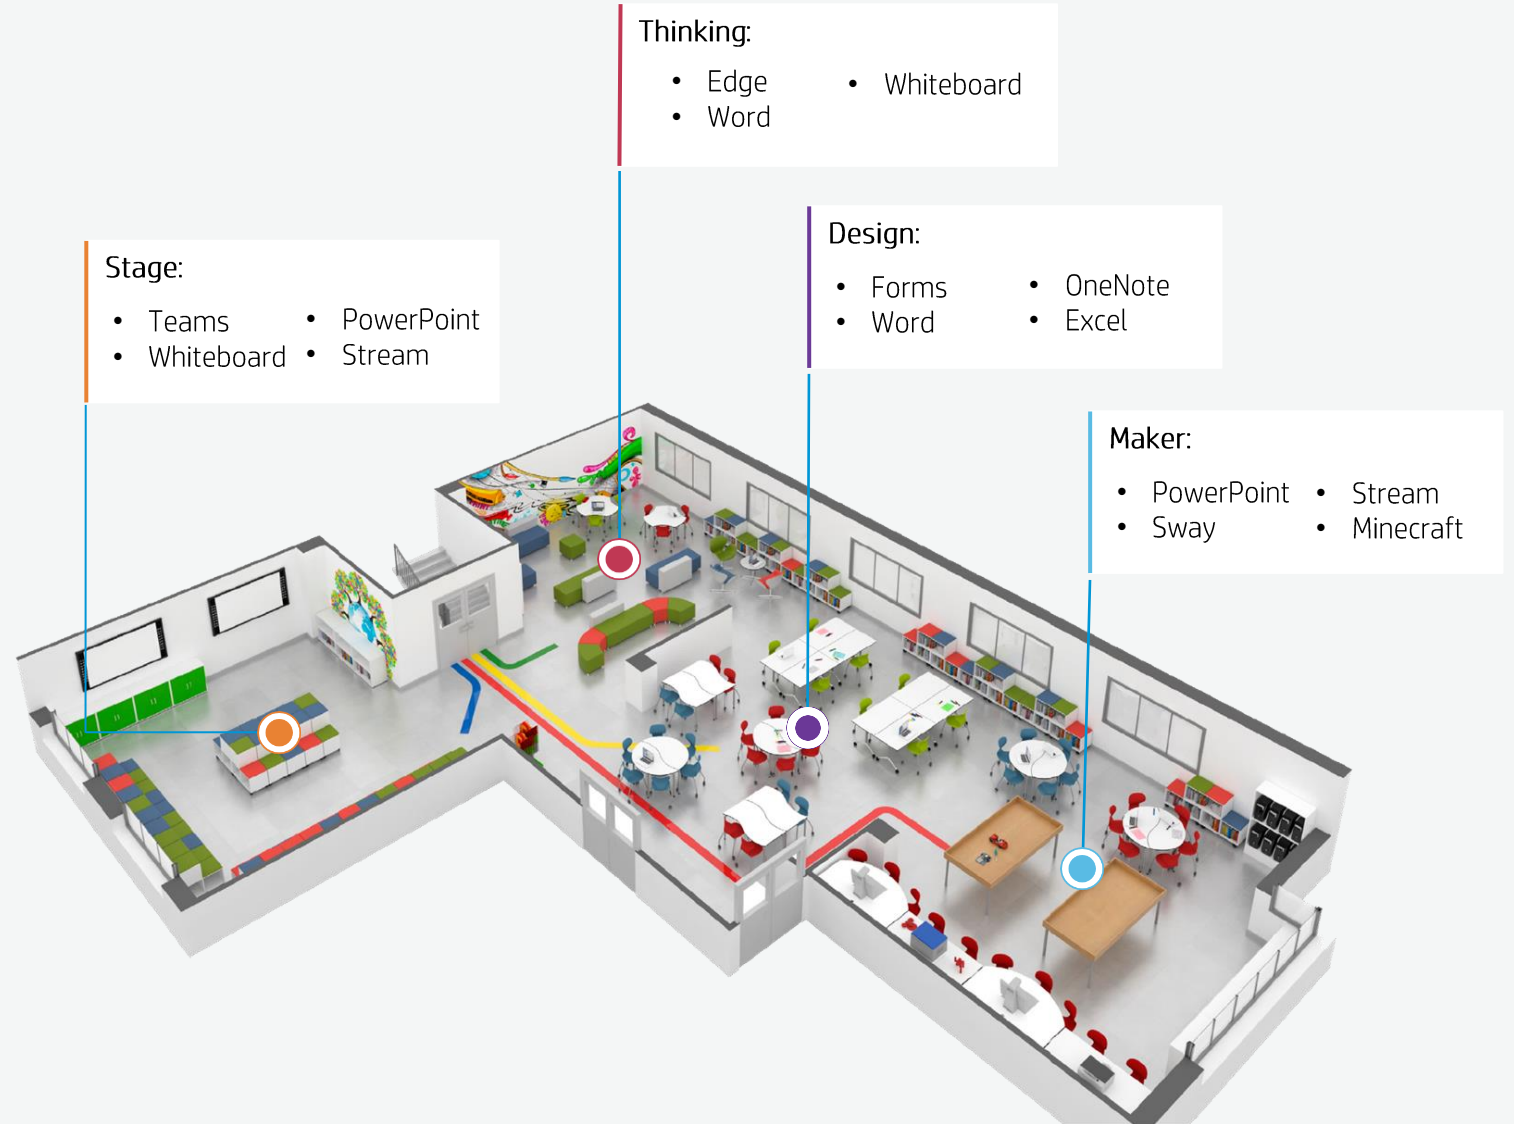 Thinking:
• Edge
• Word
• Whiteboard
Design:
• Forms
• Word
• OneNote
• Excel
Stage:
• Teams
• Whiteboard
• PowerPoint
• Stream
Maker:
• PowerPoint
• Sway
• Stream
• Minecraft